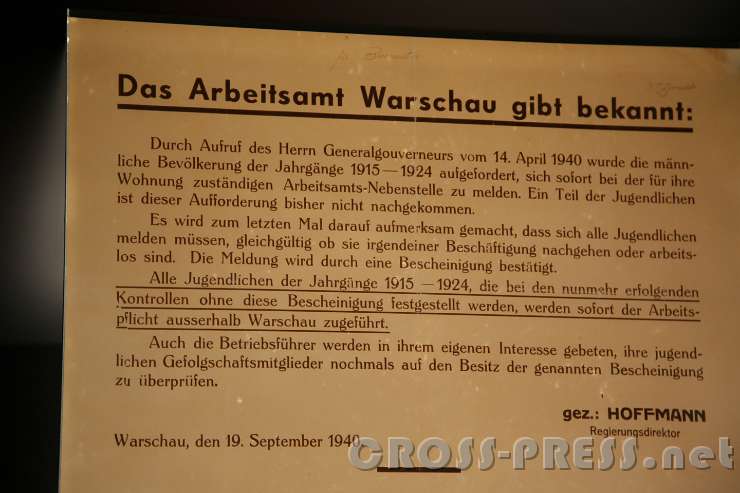 Das Arbeitsamt Warschau gibt bekannt:
Durch Aufruf des Herrn Generalgouverneurs vom 14. April 1940 wurde die männ-
liche Bevölkerung der Jahrgänge 1915 — 1924 aufgefordert, sich sofort bei der für ihre
Wohnung zuständigen Arbeitsamts-Nebenstelle zu melden. Ein Teil der Jugendlichen
ist dieser Aufforderung bisher nicht nachgekommen.
Es wird zum letzten Mal darauf aufmerksam gemacht, dass sich alle Jugendlichen
melden müssen, gleichgültig ob sie irgendeiner Beschäftigung nachgehen oder arbeits-
los sind. Die Meldung wird durch eine Bescheinigung bestätigt.
Alle Jugendlichen der Jahrgänge 1915 — 1924, die bei den nunmehr erfolgenden
Kontrollen ohne diese Bescheinigung festgestellt werden, werden sofort der Arbeits-
pflicht ausserhalb Warschau zugeführt.
Auch die Betriebsführer werden in ihrem eigenen Interesse gebeten, ihre jugend-
lichen Gefolgschaftsmitglieder nochmals auf den Besitz der genannten Bescheinigung
zu überprüfen.
gez.: HOFFMANN
Regierungsdirektor
Warschau, den 19. September 1940.
CROSS-PRESS.net